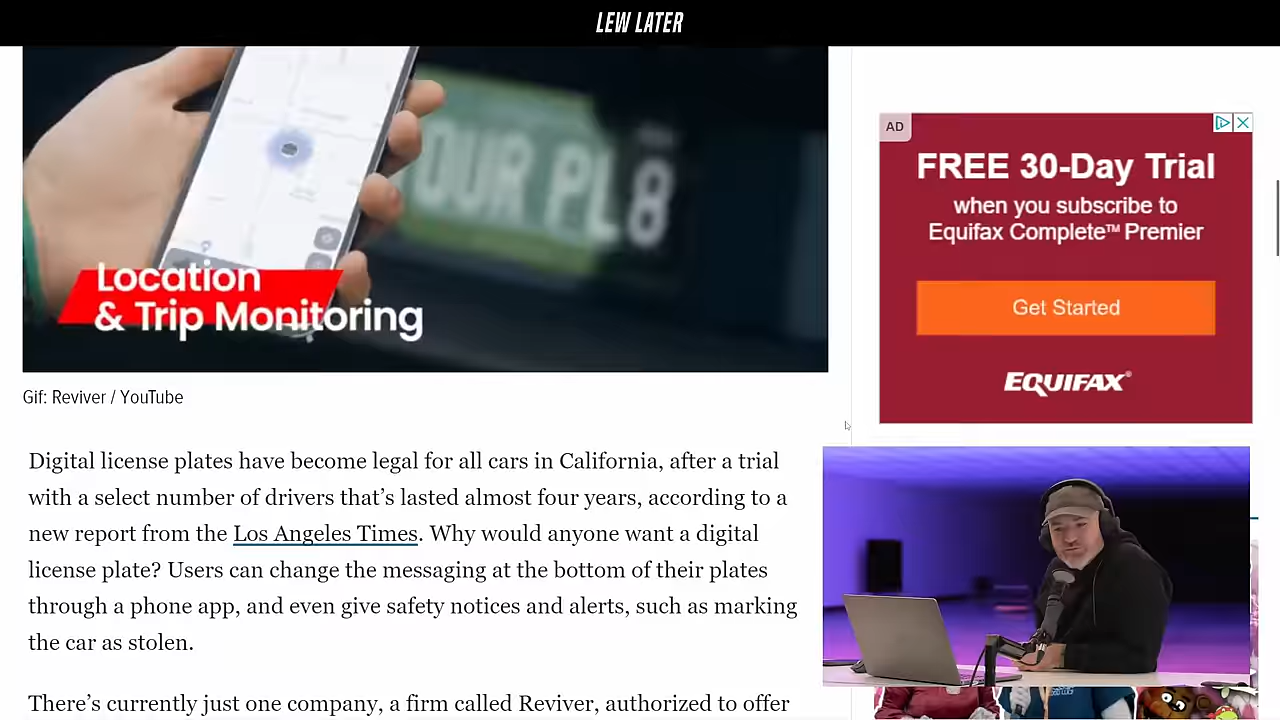 LEW LATER
OUR PL8
Location
& Trip Monitoring
Gif: Reviver / YouTube
Digital license plates have become legal for all cars in California, after a trial
with a select number of drivers that’s lasted almost four years, according to a
new report from the Los Angeles Times. Why would anyone want a digital
license plate? Users can change the messaging at the bottom of their plates
through a phone app, and even give safety notices and alerts, such as marking
the car as stolen.
There’s currently just one company, a firm called Reviver, authorized to offer
AD
FREE 30-Day Trial
when you subscribe to
Equifax Complete™ Premier
Get Started
EQUIFAX®